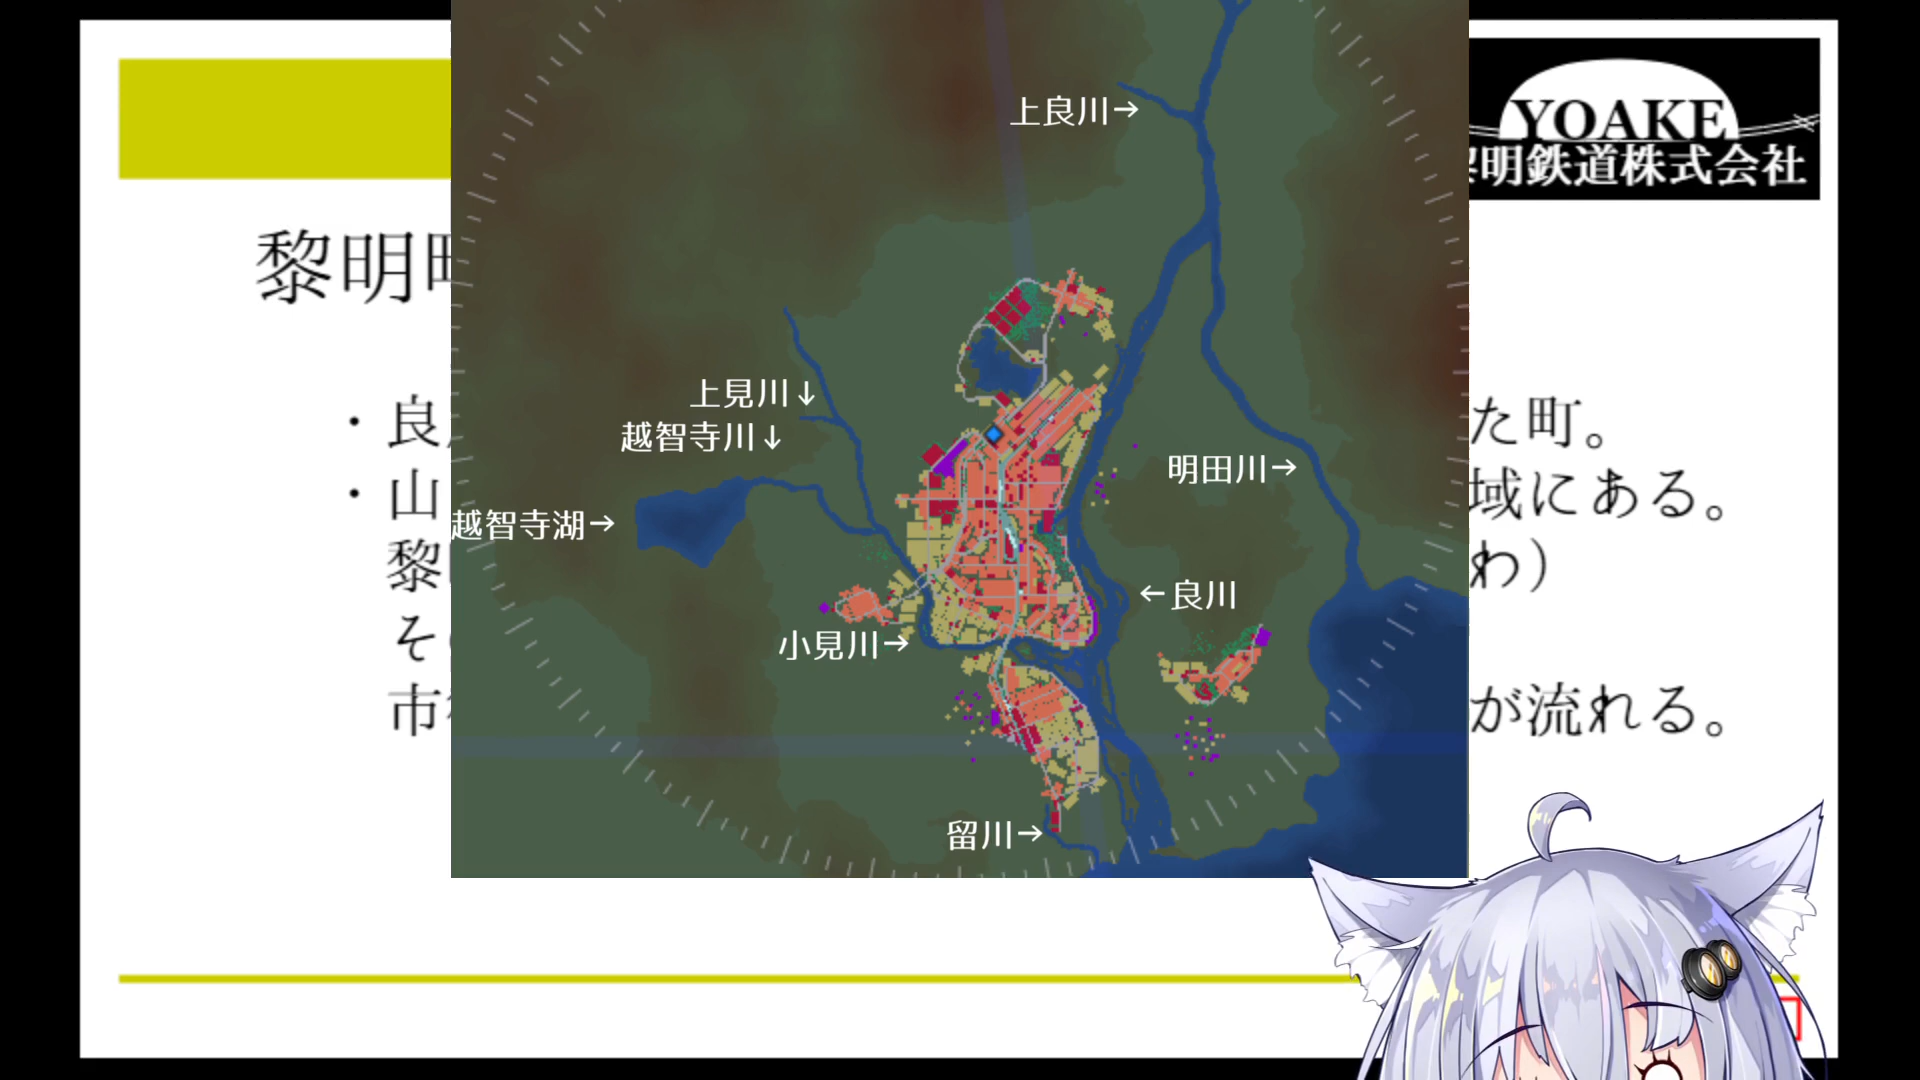 YOAKE
黎明鉄道株式会社
黎明町
上良川→
上見川↓
越智寺川↓
明田川→
越智寺湖→
←良川
小見川→
留川→
・良
た町。
・山
域にある。
黎
わ）
そ
市
が流れる。